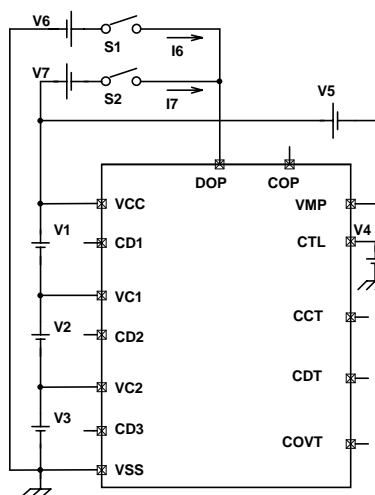 V6
S1
I6
V7
S2
I7
V5
DOP
COP
VCC
VMP
V1
CD1
CTL
V4
VC1
V2
CD2
CCT
VC2
CDT
V3
CD3
COVT
VSS